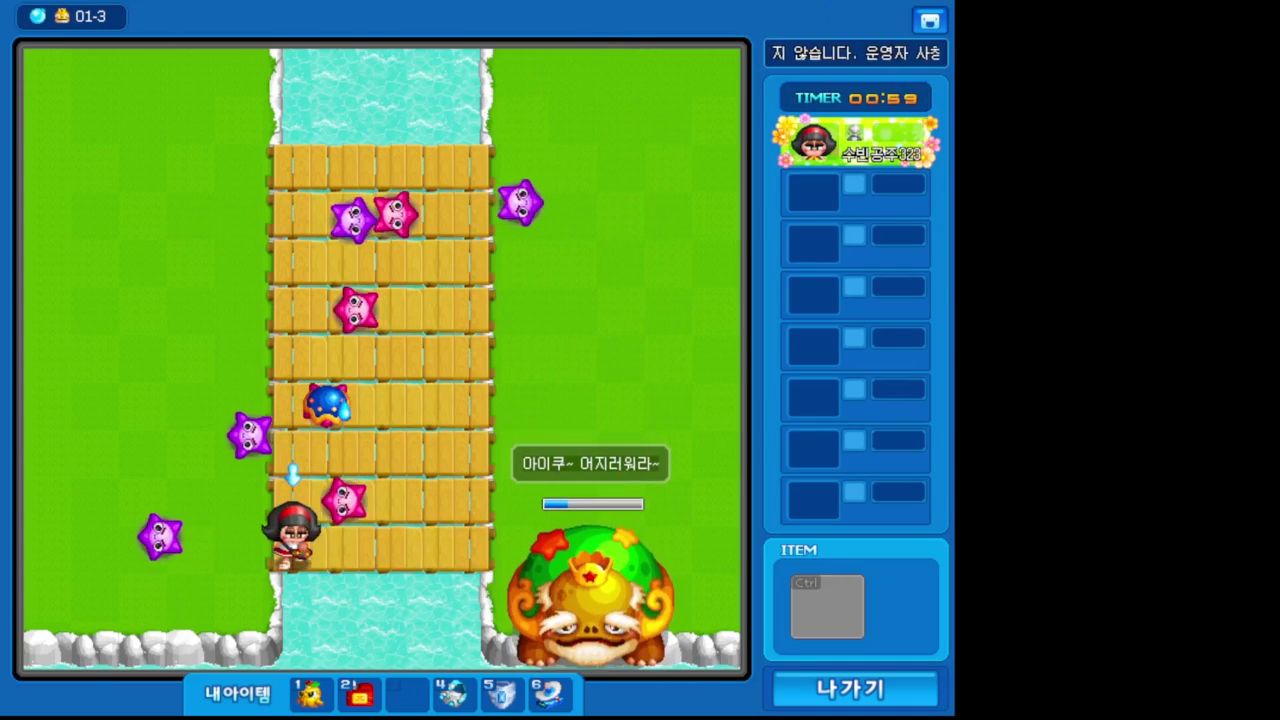 01-3
지 않습니다. 운영자 사칭
TIMER 00:59
수빈공주023
아이쿠~ 어지러워라~
ITEM
Ctrl
내아이템
1
2
4
5
6
나가기